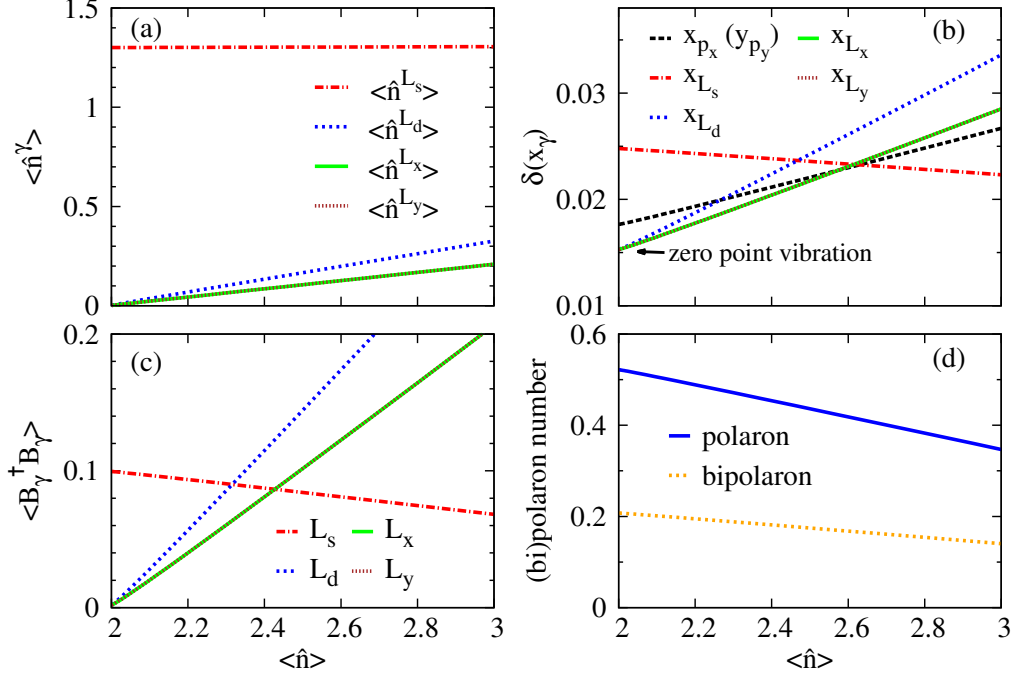 (a)
1.5
1
0.5
0
<n̂^γ>
<n̂^{L_s}>
<n̂^{L_d}>
<n̂^{L_x}>
<n̂^{L_y}>
(b)
0.03
0.02
0.01
δ(x_γ)
x_{p_x} (y_{p_y}) x_{L_x}
x_{L_s} x_{L_y}
x_{L_d}
zero point vibration
(c)
0.2
0.1
0
<B_γ^† B_γ>
L_s L_x
L_d L_y
2 2.2 2.4 2.6 2.8 3
<n̂>
(d)
0.6
0.4
0.2
0
(bi)polaron number
polaron
bipolaron
2 2.2 2.4 2.6 2.8 3
<n̂>